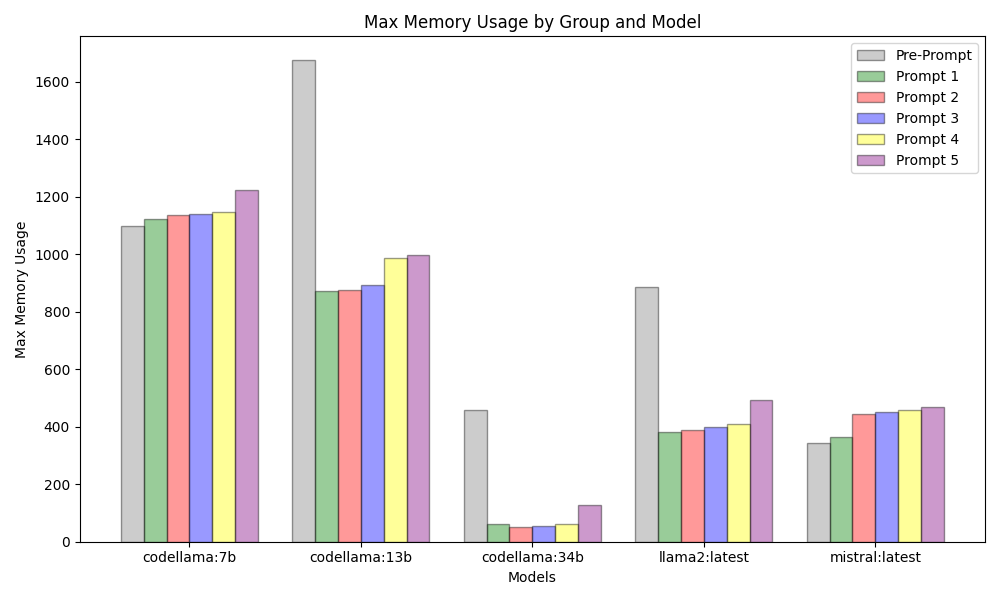 Max Memory Usage by Group and Model
Pre-Prompt
Prompt 1
Prompt 2
Prompt 3
Prompt 4
Prompt 5
Max Memory Usage
1600
1400
1200
1000
800
600
400
200
0
codellama:7b
codellama:13b
codellama:34b
llama2:latest
mistral:latest
Models